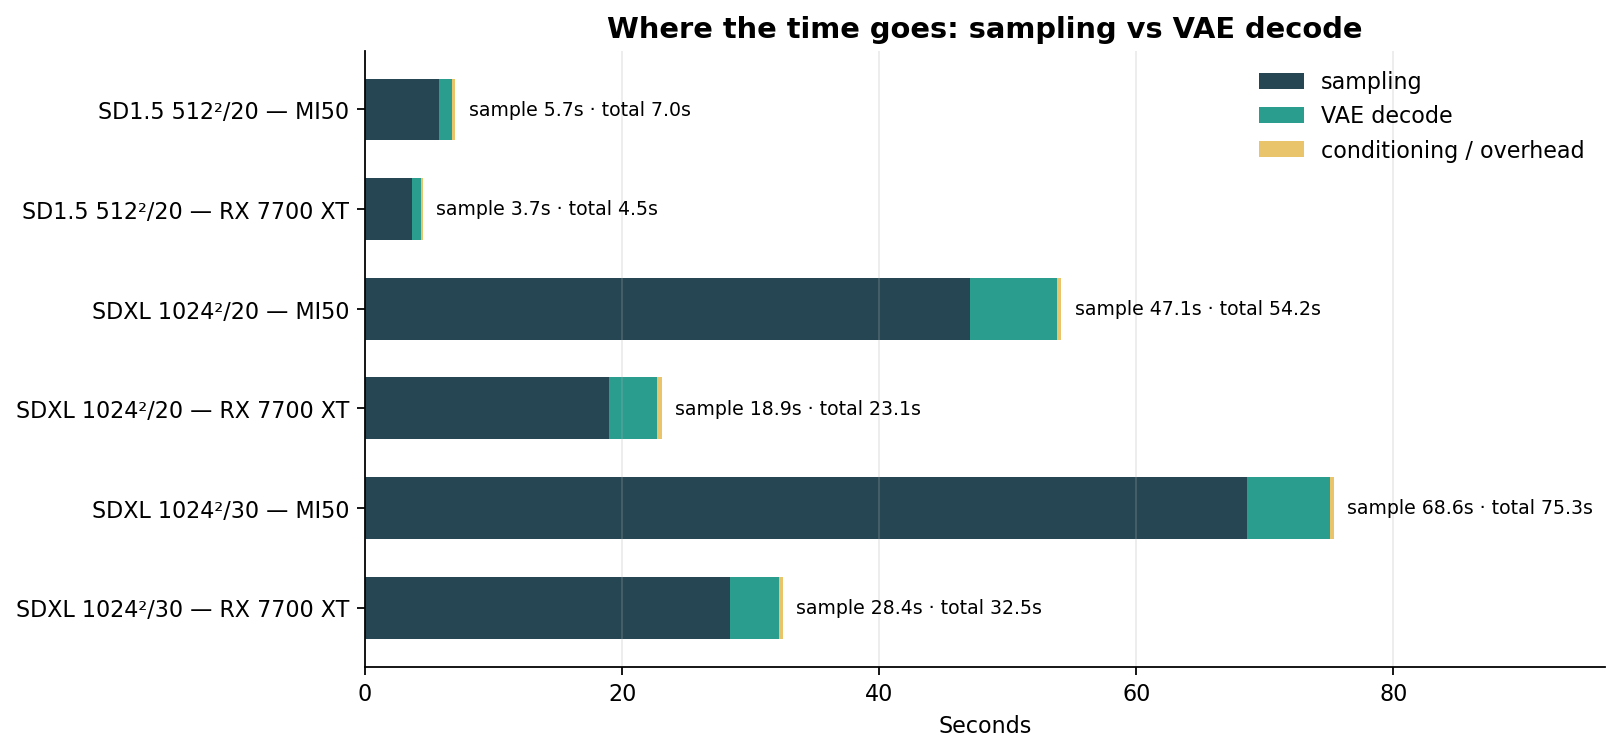 Where the time goes: sampling vs VAE decode
sampling
VAE decode
conditioning / overhead
SD1.5 512²/20 — MI50
sample 5.7s · total 7.0s
SD1.5 512²/20 — RX 7700 XT
sample 3.7s · total 4.5s
SDXL 1024²/20 — MI50
sample 47.1s · total 54.2s
SDXL 1024²/20 — RX 7700 XT
sample 18.9s · total 23.1s
SDXL 1024²/30 — MI50
sample 68.6s · total 75.3s
SDXL 1024²/30 — RX 7700 XT
sample 28.4s · total 32.5s
0 20 40 60 80
Seconds